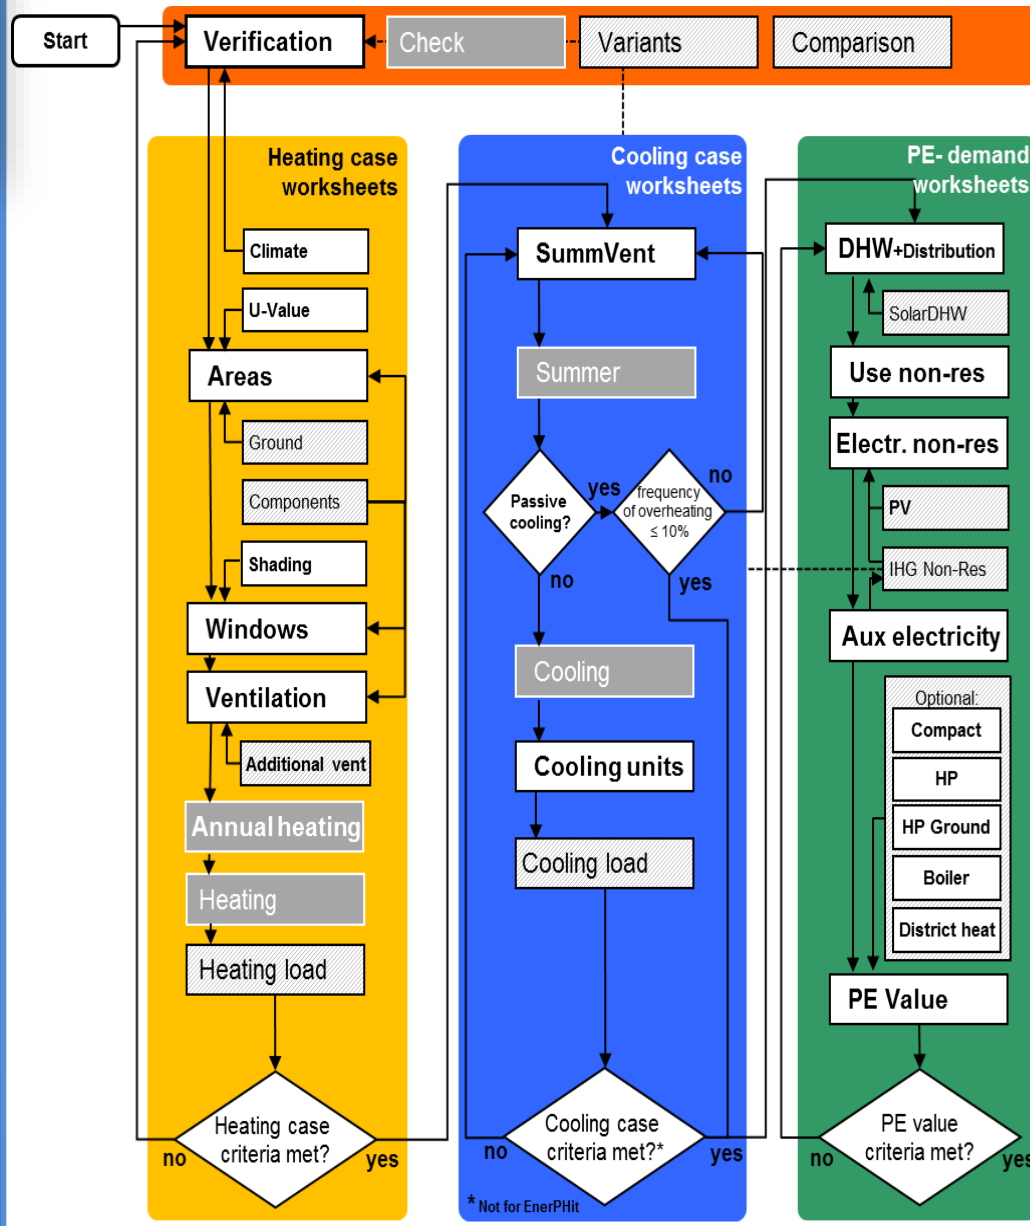 Start
Verification
Check
Variants
Comparison
Heating case
worksheets
Climate
U-Value
Areas
Ground
Components
Shading
Windows
Ventilation
Additional vent
Annual heating
Heating
Heating load
Heating case
criteria met?
no
yes
Cooling case
worksheets
SummVent
Summer
Passive
cooling?
yes
no
frequency
of overheating
≤ 10%
no
yes
Cooling
Cooling units
Cooling load
Cooling case
criteria met?*
no
yes
* Not for EnerPHit
PE- demand
worksheets
DHW+Distribution
SolarDHW
Use non-res
Electr. non-res
PV
IHG Non-Res
Aux electricity
Optional:
Compact
HP
HP Ground
Boiler
District heat
PE Value
PE value
criteria met?
no
yes